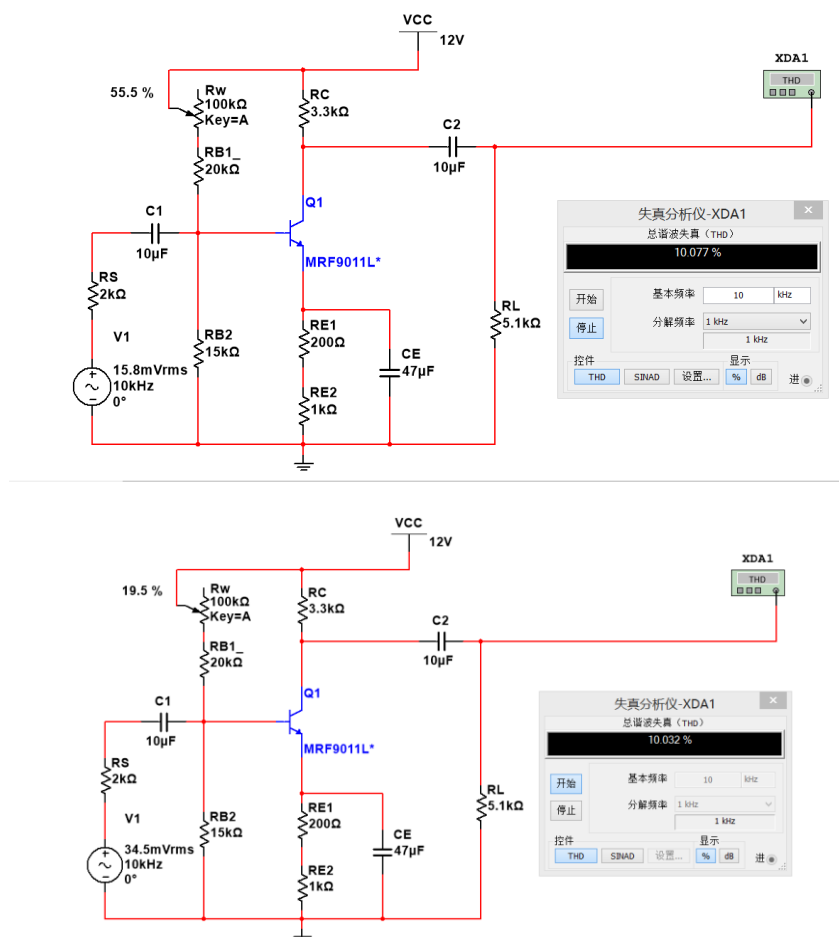 VCC
12V
XDA1
THD
55.5 %
Rw
100kΩ
Key=A
RC
3.3kΩ
C2
10µF
RB1_
20kΩ
Q1
MRF9011L*
C1
10µF
RS
2kΩ
V1
15.8mVrms
10kHz
0°
RB2
15kΩ
RE1
200Ω
RE2
1kΩ
CE
47µF
RL
5.1kΩ
失真分析仪-XDA1
总谐波失真（THD）
10.077 %
开始
停止
基本频率 10 kHz
分解频率 1 kHz
1 kHz
控件
显示
THD SINAD 设置... % dB 进
VCC
12V
XDA1
THD
19.5 %
Rw
100kΩ
Key=A
RC
3.3kΩ
C2
10µF
RB1_
20kΩ
Q1
MRF9011L*
C1
10µF
RS
2kΩ
V1
34.5mVrms
10kHz
0°
RB2
15kΩ
RE1
200Ω
RE2
1kΩ
CE
47µF
RL
5.1kΩ
失真分析仪-XDA1
总谐波失真（THD）
10.032 %
开始
停止
基本频率 10 kHz
分解频率 1 kHz
1 kHz
控件
显示
THD SINAD 设置... % dB 进